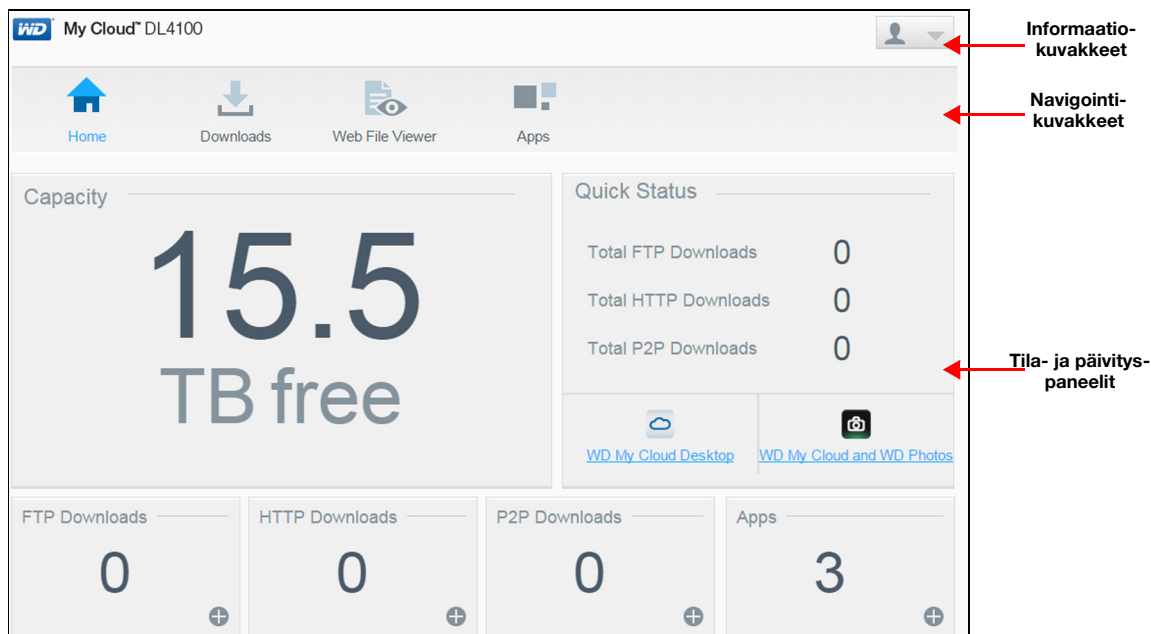 WD My Cloud™ DL4100
Informaatio-
kuvakkeet
Navigointi-
kuvakkeet
Home
Downloads
Web File Viewer
Apps
Capacity
15.5
TB free
Quick Status
Total FTP Downloads 0
Total HTTP Downloads 0
Total P2P Downloads 0
Tila- ja päivitys-
paneelit
WD My Cloud Desktop
WD My Cloud and WD Photos
FTP Downloads
0
HTTP Downloads
0
P2P Downloads
0
Apps
3